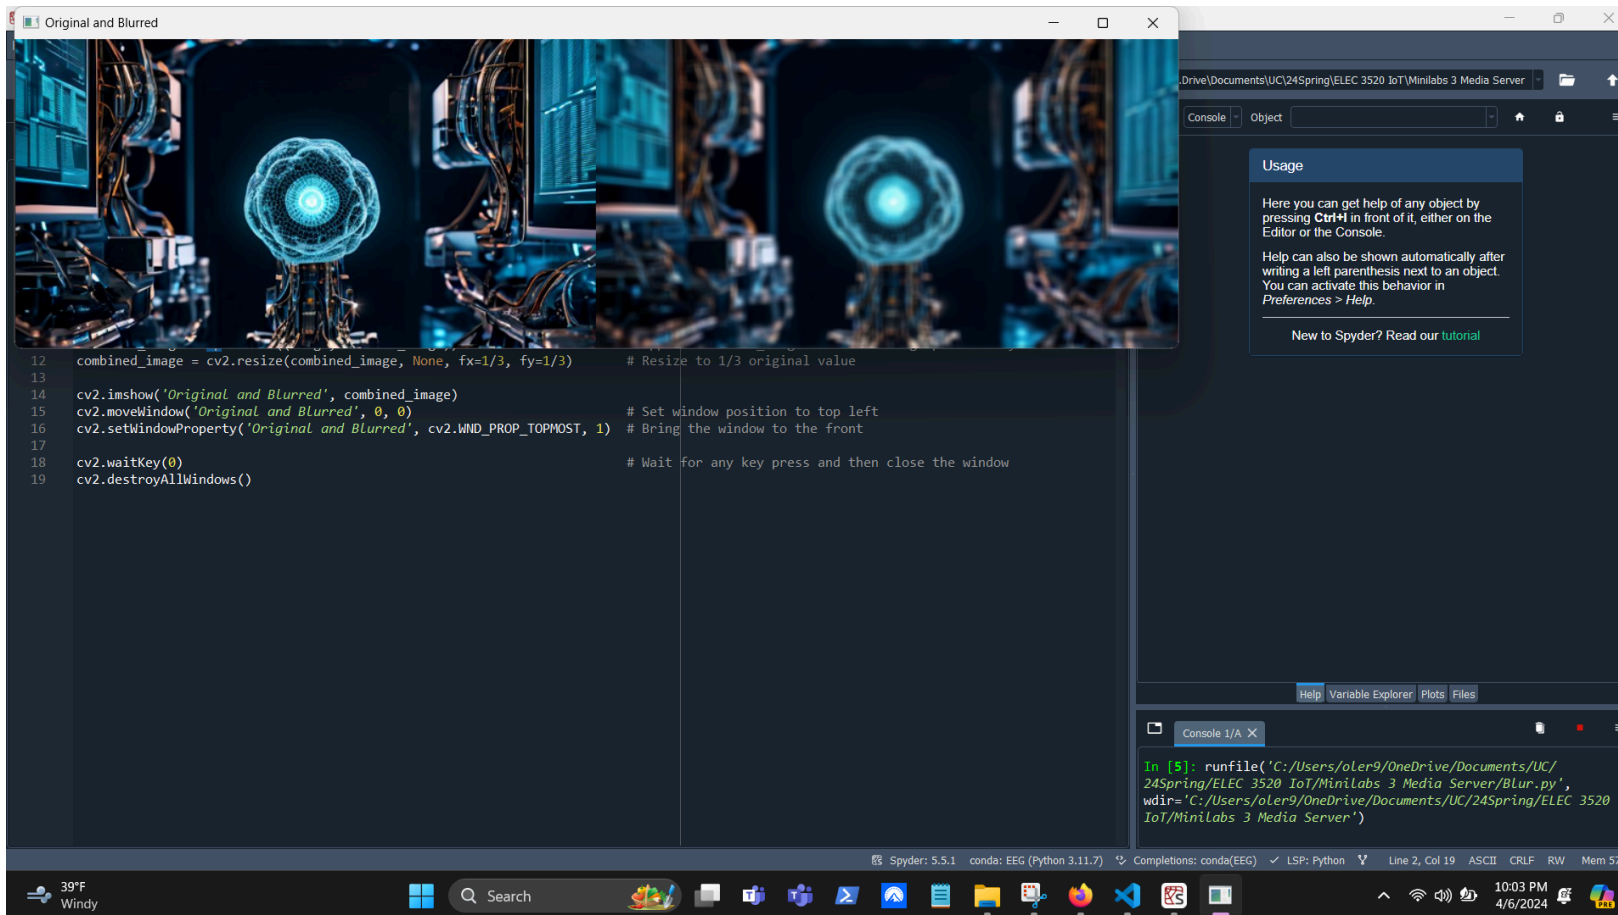 Original and Blurred
.Drive\Documents\UC\24Spring\ELEC 3520 IoT\Minilabs 3 Media Server
Console Object
Usage
Here you can get help of any object by
pressing Ctrl+I in front of it, either on the
Editor or the Console.
Help can also be shown automatically after
writing a left parenthesis next to an object.
You can activate this behavior in
Preferences > Help.
New to Spyder? Read our tutorial
12 combined_image = cv2.resize(combined_image, None, fx=1/3, fy=1/3) # Resize to 1/3 original value
13
14 cv2.imshow('Original and Blurred', combined_image)
15 cv2.moveWindow('Original and Blurred', 0, 0) # Set window position to top left
16 cv2.setWindowProperty('Original and Blurred', cv2.WND_PROP_TOPMOST, 1) # Bring the window to the front
17
18 cv2.waitKey(0) # Wait for any key press and then close the window
19 cv2.destroyAllWindows()
Help Variable Explorer Plots Files
Console 1/A
In [5]: runfile('C:/Users/oler9/OneDrive/Documents/UC/
24Spring/ELEC 3520 IoT/Minilabs 3 Media Server/Blur.py',
wdir='C:/Users/oler9/OneDrive/Documents/UC/24Spring/ELEC 3520
IoT/Minilabs 3 Media Server')
Spyder: 5.5.1 conda: EEG (Python 3.11.7) Completions: conda(EEG) LSP: Python Line 2, Col 19 ASCII CRLF RW Mem 57
39°F
Windy
Search
10:03 PM
4/6/2024
PRE